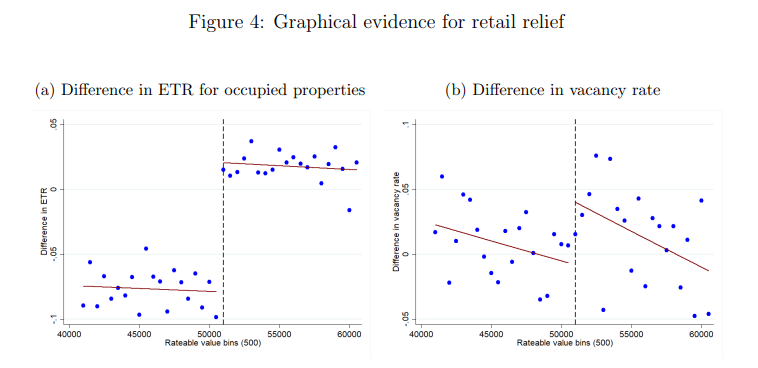 Figure 4: Graphical evidence for retail relief
(a) Difference in ETR for occupied properties
(b) Difference in vacancy rate
Difference in ETR
.05
0
-.05
-.1
40000 45000 50000 55000 60000
Rateable value bins (500)
Difference in vacancy rate
.1
.05
0
-.05
40000 45000 50000 55000 60000
Rateable value bins (500)